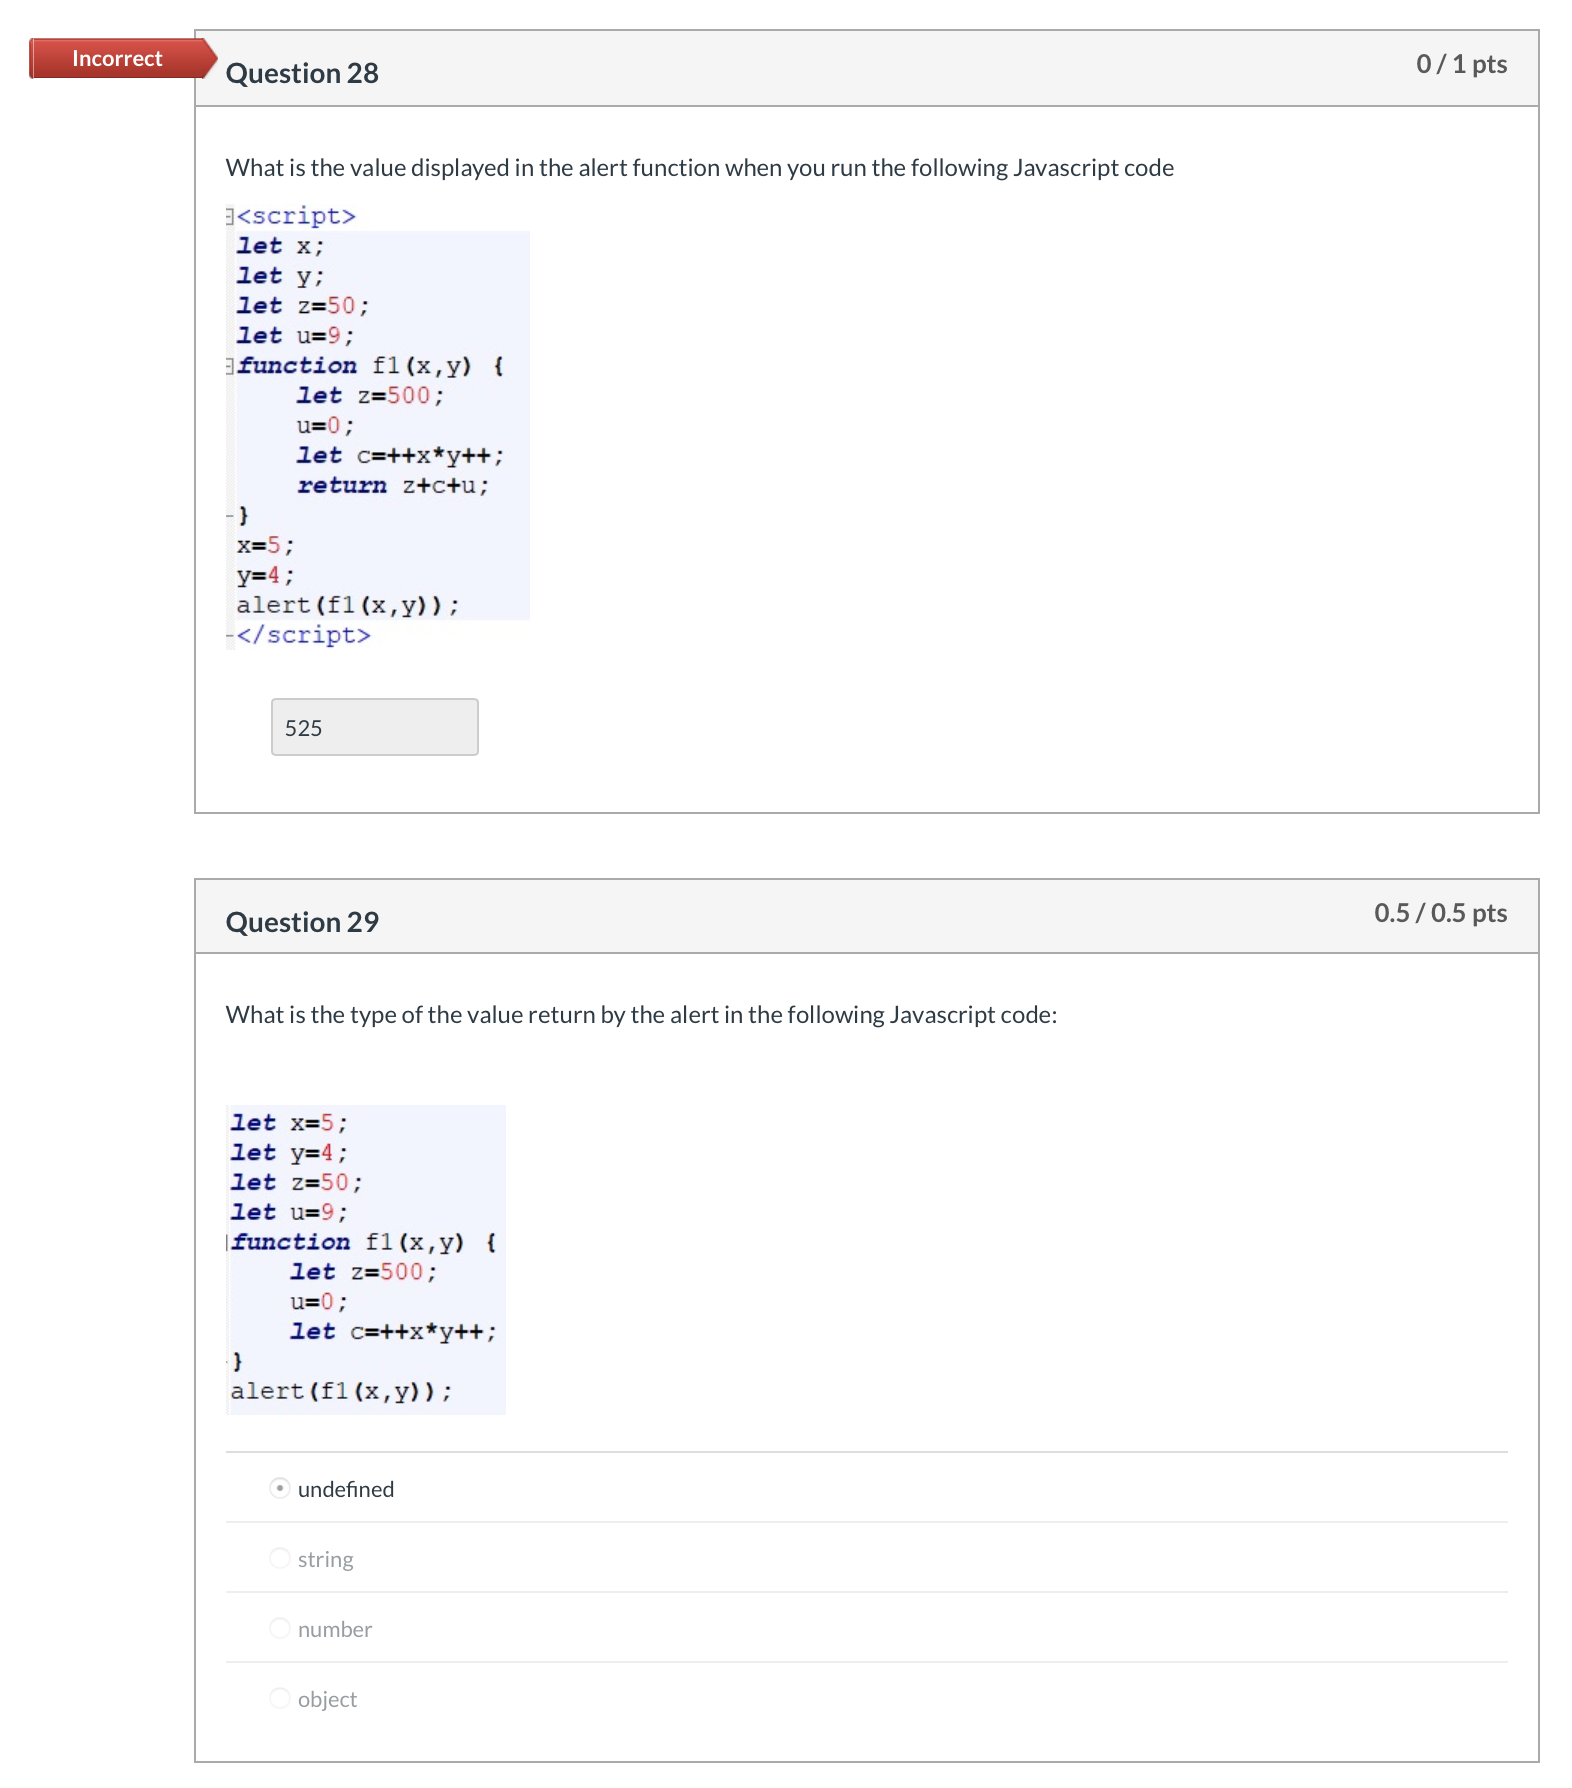 Incorrect
Question 28
0 / 1 pts
What is the value displayed in the alert function when you run the following Javascript code
<script>
let x;
let y;
let z=50;
let u=9;
function f1(x,y) {
let z=500;
u=0;
let c=++x*y++;
return z+c+u;
}
x=5;
y=4;
alert(f1(x,y));
</script>
525
Question 29
0.5 / 0.5 pts
What is the type of the value return by the alert in the following Javascript code:
let x=5;
let y=4;
let z=50;
let u=9;
function f1(x,y) {
let z=500;
u=0;
let c=++x*y++;
}
alert(f1(x,y));
undefined
string
number
object